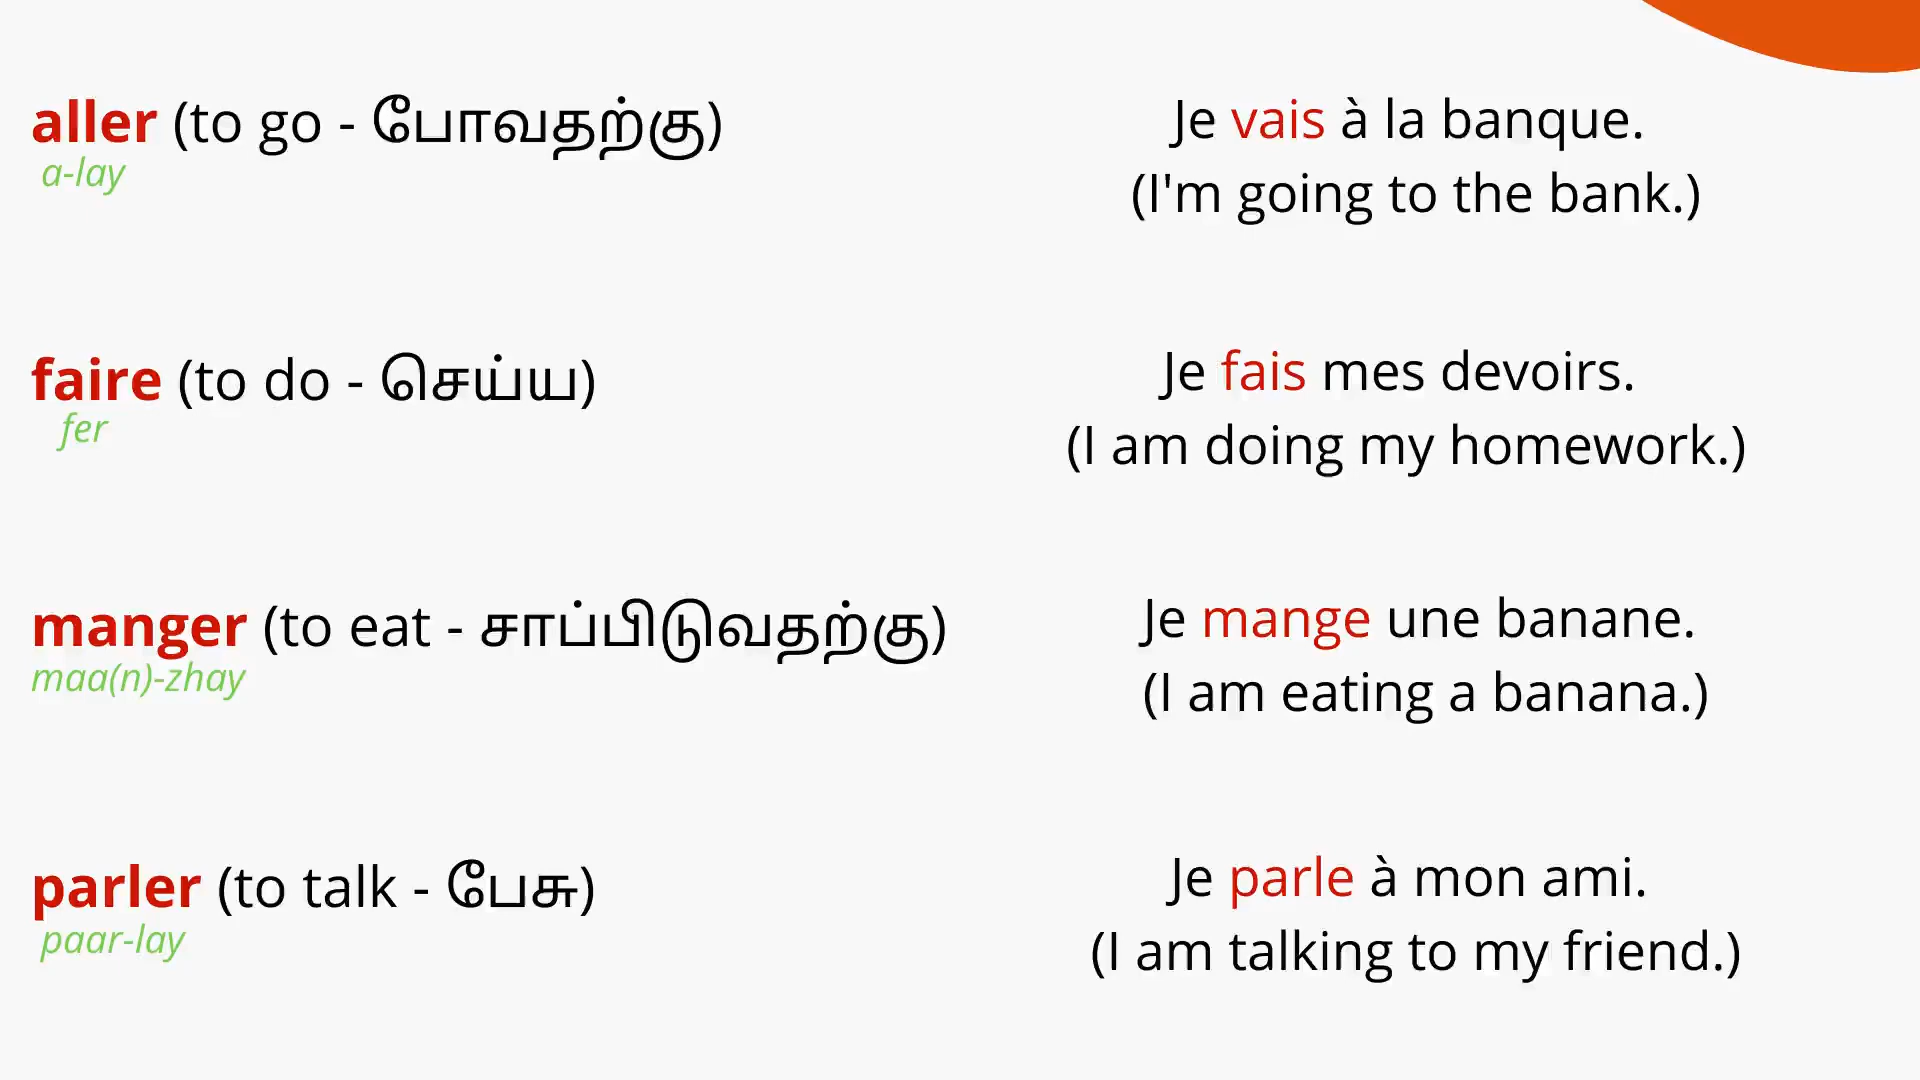 aller (to go - போவதற்கு)
a-lay
Je vais à la banque.
(I'm going to the bank.)
faire (to do - செய்ய)
fer
Je fais mes devoirs.
(I am doing my homework.)
manger (to eat - சாப்பிடுவதற்கு)
maa(n)-zhay
Je mange une banane.
(I am eating a banana.)
parler (to talk - பேசு)
paar-lay
Je parle à mon ami.
(I am talking to my friend.)